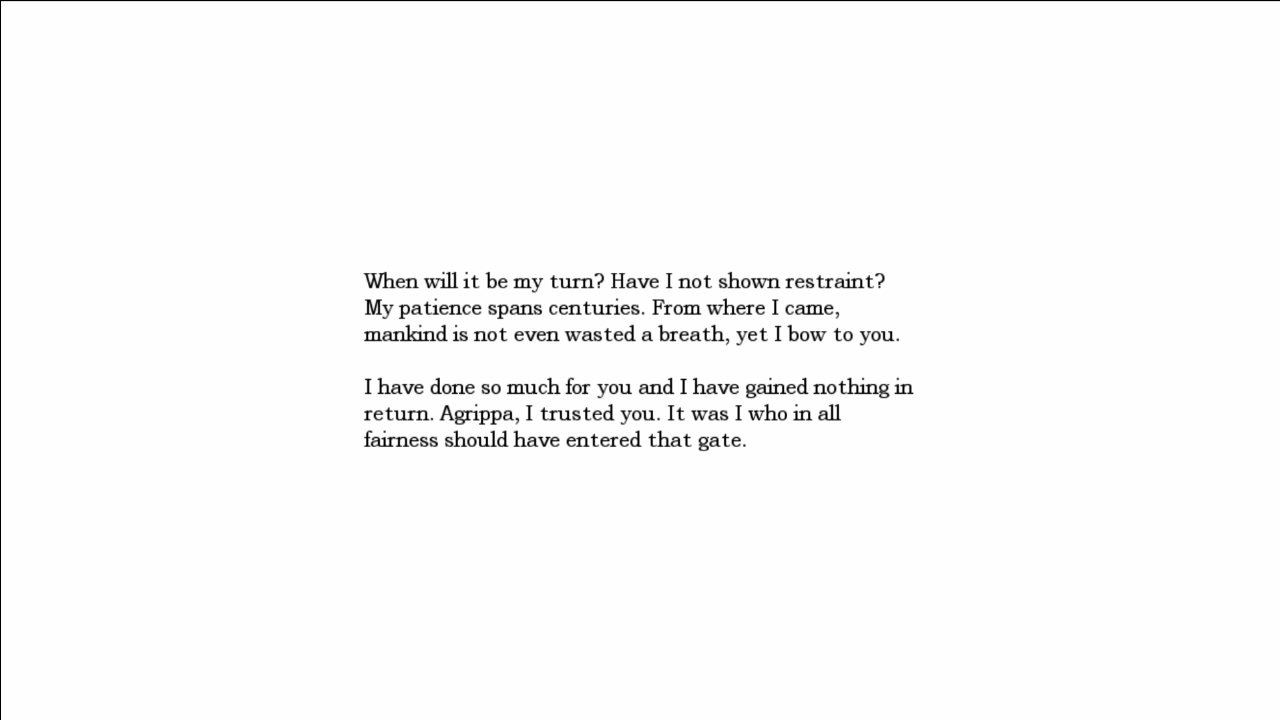 When will it be my turn? Have I not shown restraint?
My patience spans centuries. From where I came,
mankind is not even wasted a breath, yet I bow to you.
I have done so much for you and I have gained nothing in
return. Agrippa, I trusted you. It was I who in all
fairness should have entered that gate.